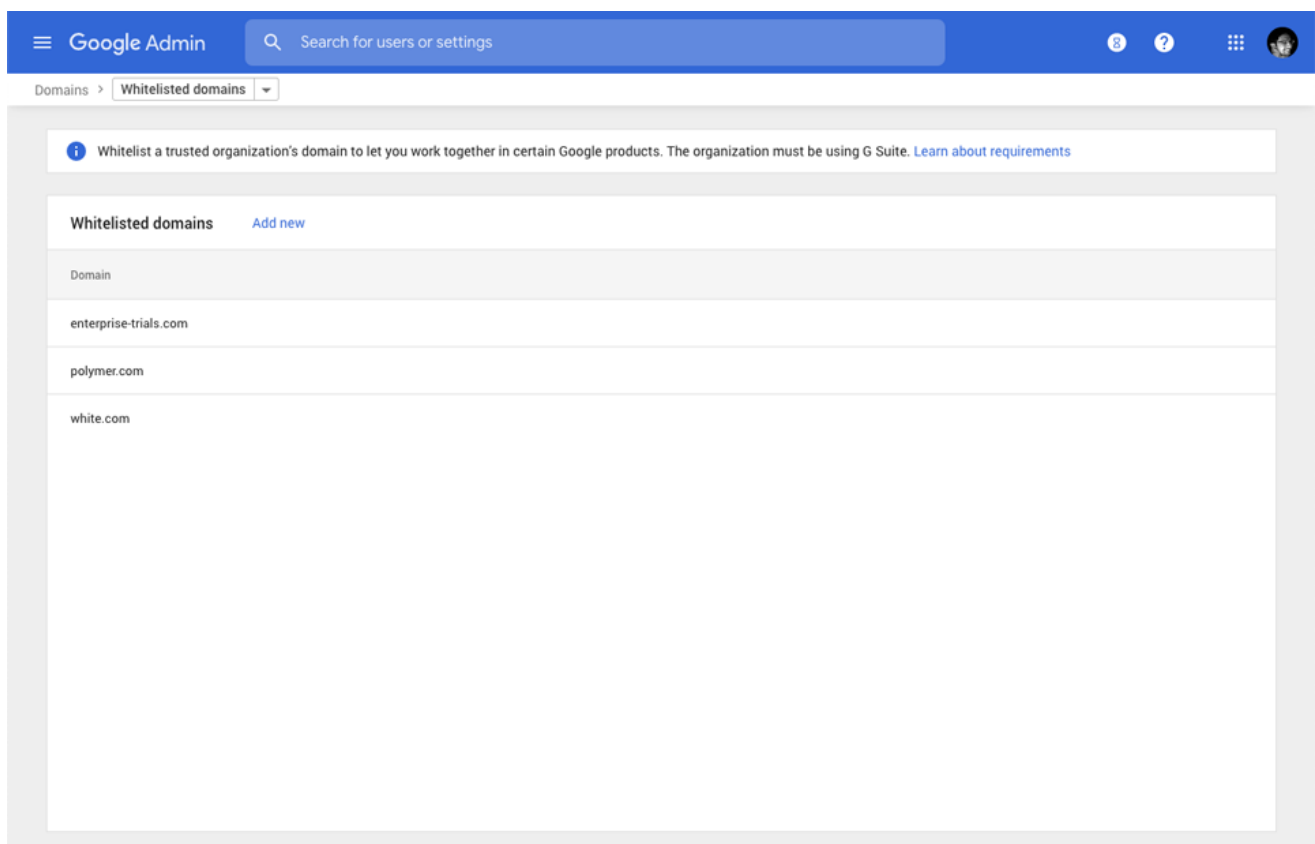 Google Admin
Search for users or settings
8
?
Domains > Whitelisted domains
i Whitelist a trusted organization's domain to let you work together in certain Google products. The organization must be using G Suite. Learn about requirements
Whitelisted domains Add new
Domain
enterprise-trials.com
polymer.com
white.com